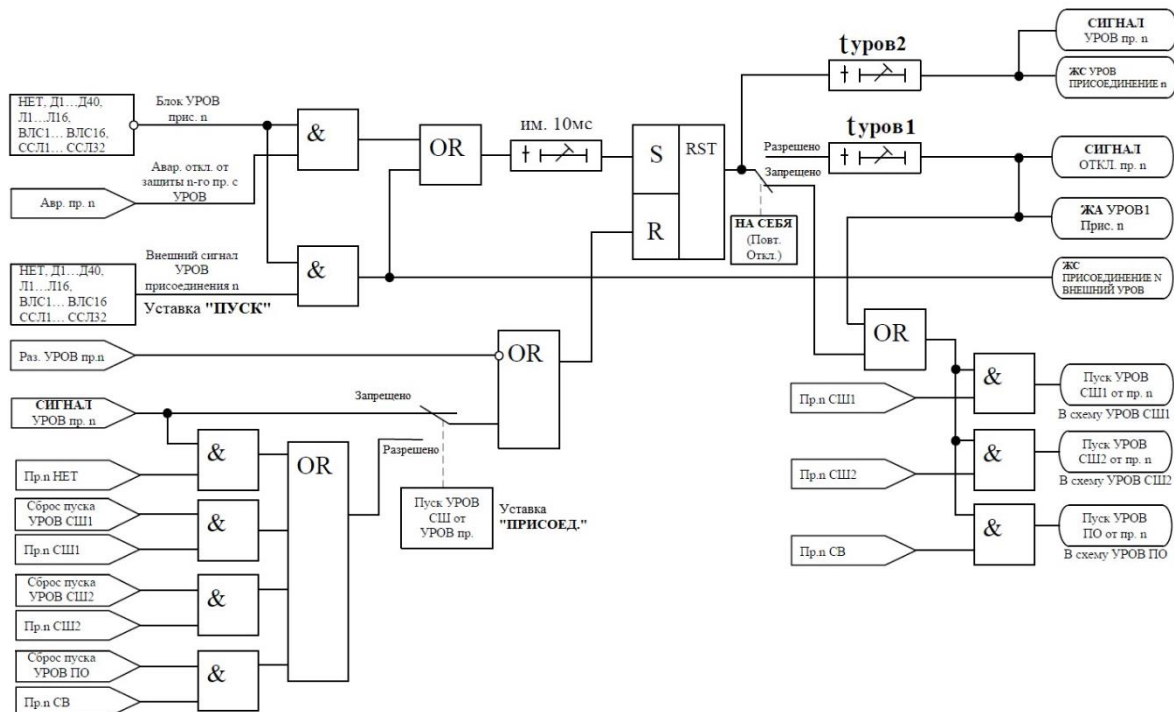 СИГНАЛ
УРОВ пр. n
tуров2
ЖС УРОВ
ПРИСОЕДИНЕНИЕ n
НЕТ, Д1…Д40,
Л1…Л16,
ВЛС1… ВЛС16,
ССЛ1… ССЛ32
Блок УРОВ
прис. n
&
OR
им. 10мс
S
RST
R
Разрешено
tуров1
Запрещено
СИГНАЛ
ОТКЛ. пр. n
Авар. откл. от
защиты n-го пр. с
УРОВ
Авр. пр. n
НА СЕБЯ
(Повт.
Откл.)
ЖА УРОВ1
Прис. n
НЕТ, Д1…Д40,
Л1…Л16,
ВЛС1… ВЛС16
ССЛ1… ССЛ32
Внешний сигнал
УРОВ
присоединения n
Уставка "ПУСК"
&
ЖС
ПРИСОЕДИНЕНИЕ N
ВНЕШНИЙ УРОВ
Раз. УРОВ пр.n
OR
OR
СИГНАЛ
УРОВ пр. n
Запрещено
Разрешено
Пр.n СШ1
&
Пуск УРОВ
СШ1 от пр. n
В схему УРОВ СШ1
Пр.n НЕТ
&
OR
Пр.n СШ2
&
Пуск УРОВ
СШ2 от пр. n
В схему УРОВ СШ2
Пуск УРОВ
СШ от
УРОВ пр.
Уставка
"ПРИСОЕД."
Сброс пуска
УРОВ СШ1
Пр.n СШ1
&
Пр.n СВ
&
Пуск УРОВ
ПО от пр. n
В схему УРОВ ПО
Сброс пуска
УРОВ СШ2
Пр.n СШ2
&
Сброс пуска
УРОВ ПО
Пр.n СВ
&